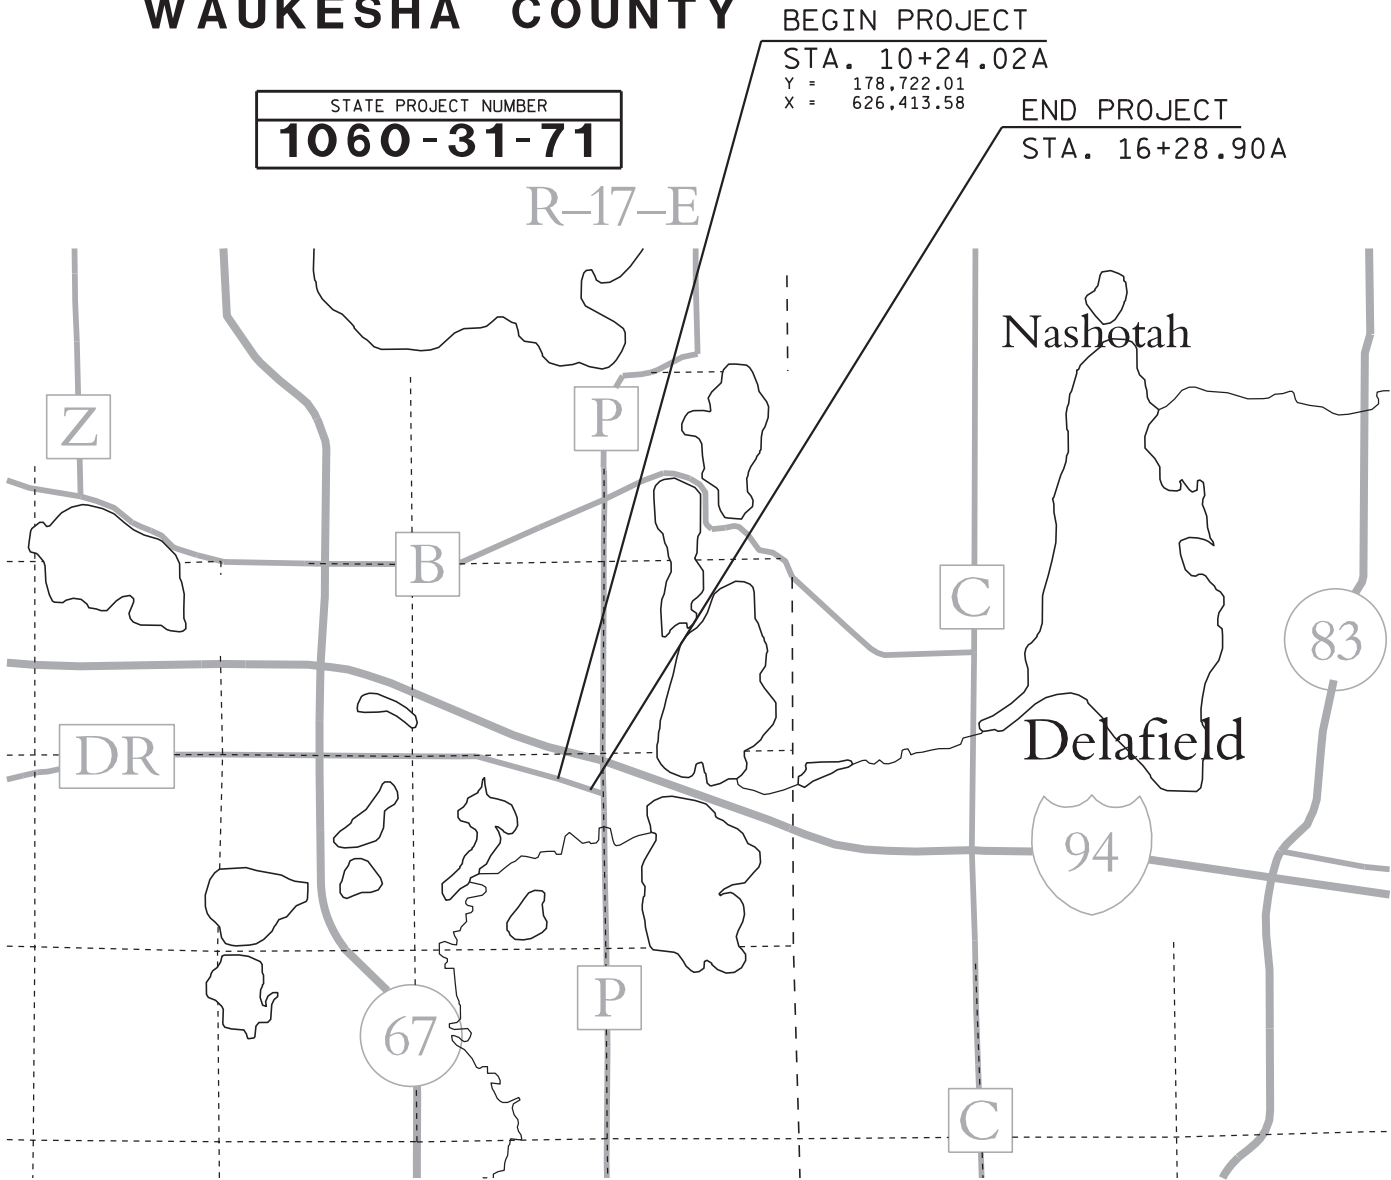 WAUKESHA COUNTY
BEGIN PROJECT
STA. 10+24.02A
Y = 178,722.01
X = 626,413.58
STATE PROJECT NUMBER
1060-31-71
END PROJECT
STA. 16+28.90A
R–17–E
Nashotah
Z
P
B
C
83
DR
Delafield
94
P
67
C